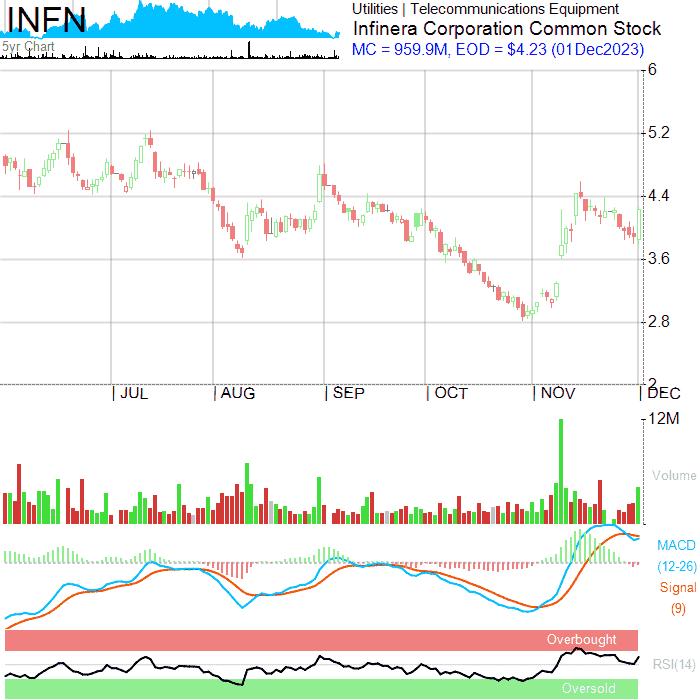 INFN
5yr Chart
Utilities | Telecommunications Equipment
Infinera Corporation Common Stock
MC = 959.9M, EOD = $4.23 (01Dec2023)
6
5.2
4.4
3.6
2.8
2
JUL AUG SEP OCT NOV DEC
12M
Volume
MACD
(12-26)
Signal
(9)
Overbought
RSI(14)
Oversold